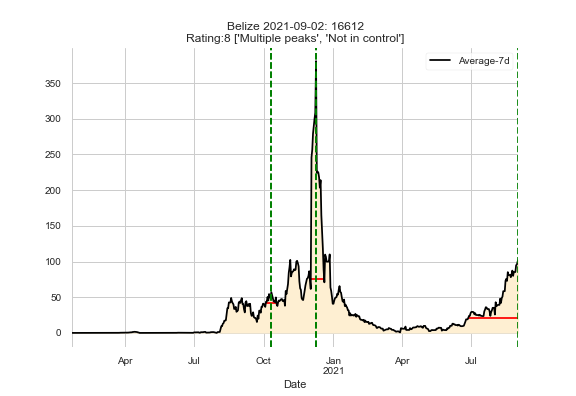 Belize 2021-09-02: 16612
Rating:8 ['Multiple peaks', 'Not in control']
Average-7d
350
300
250
200
150
100
50
0
Apr Jul Oct Jan Apr Jul
2021
Date